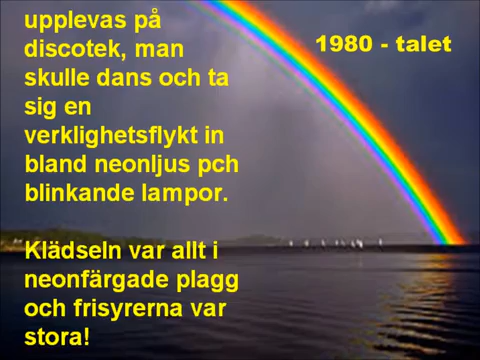 upplevas på
discotek, man
skulle dans och ta
sig en
verklighetsflykt in
bland neonljus pch
blinkande lampor.
Klädseln var allt i
neonfärgade plagg
och frisyrerna var
stora!
1980 - talet